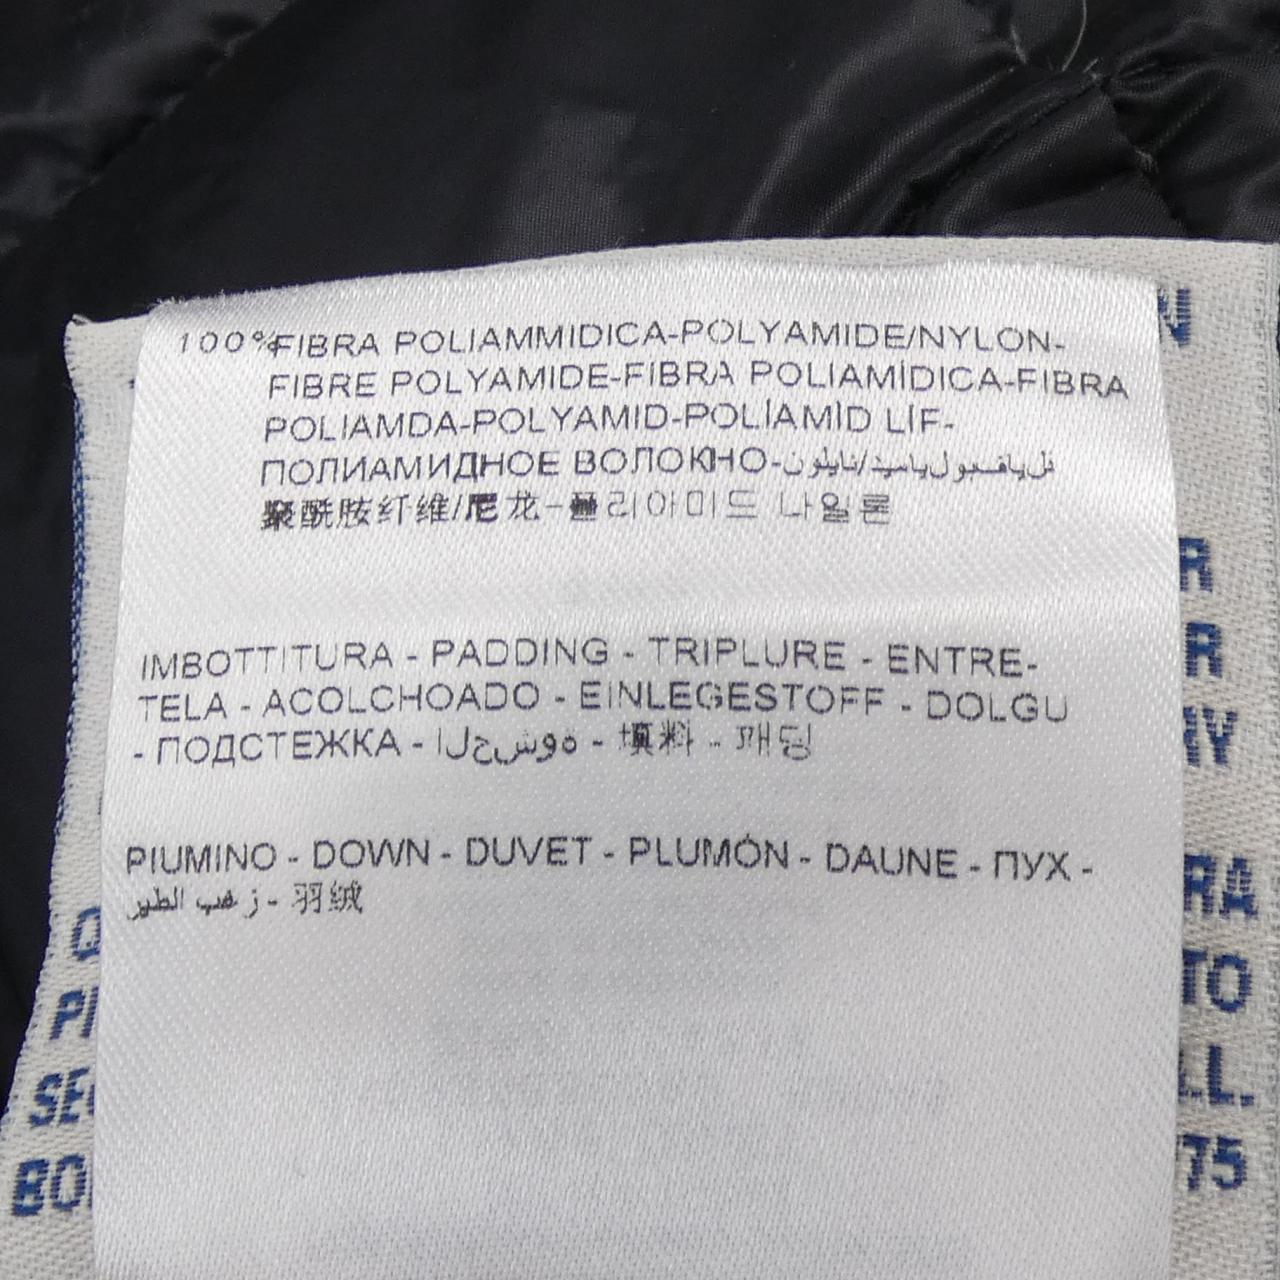 100%FIBRA POLIAMMIDICA-POLYAMIDE/NYLON-
FIBRE POLYAMIDE-FIBRA POLIAMÍDICA-FIBRA
POLIAMDA-POLYAMID-POLİAMİD LİF-
ПОЛИАМИДНОЕ ВОЛОКНО-
聚酰胺纤维/尼龙-폴리아미드 나일론
IMBOTTITURA - PADDING - TRIPLURE - ENTRE-
TELA - ACOLCHOADO - EINLEGESTOFF - DOLGU
- ПОДСТЕЖКА - الحشوة - 填料 - 패딩
PIUMINO - DOWN - DUVET - PLUMÓN - DAUNE - ПУХ -
زغب الطير - 羽绒
75